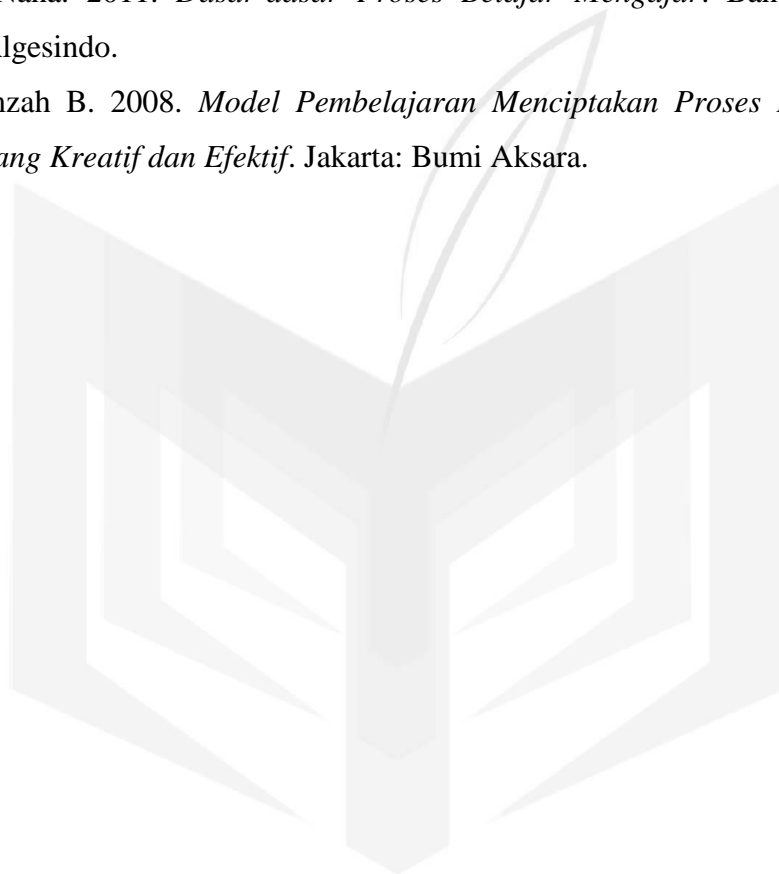 Nana. 2011. Dasar-dasar Proses Belajar Mengajar.
lgesindo.
nzah B. 2008. Model Pembelajaran Menciptakan Proses
ang Kreatif dan Efektif. Jakarta: Bumi Aksara.